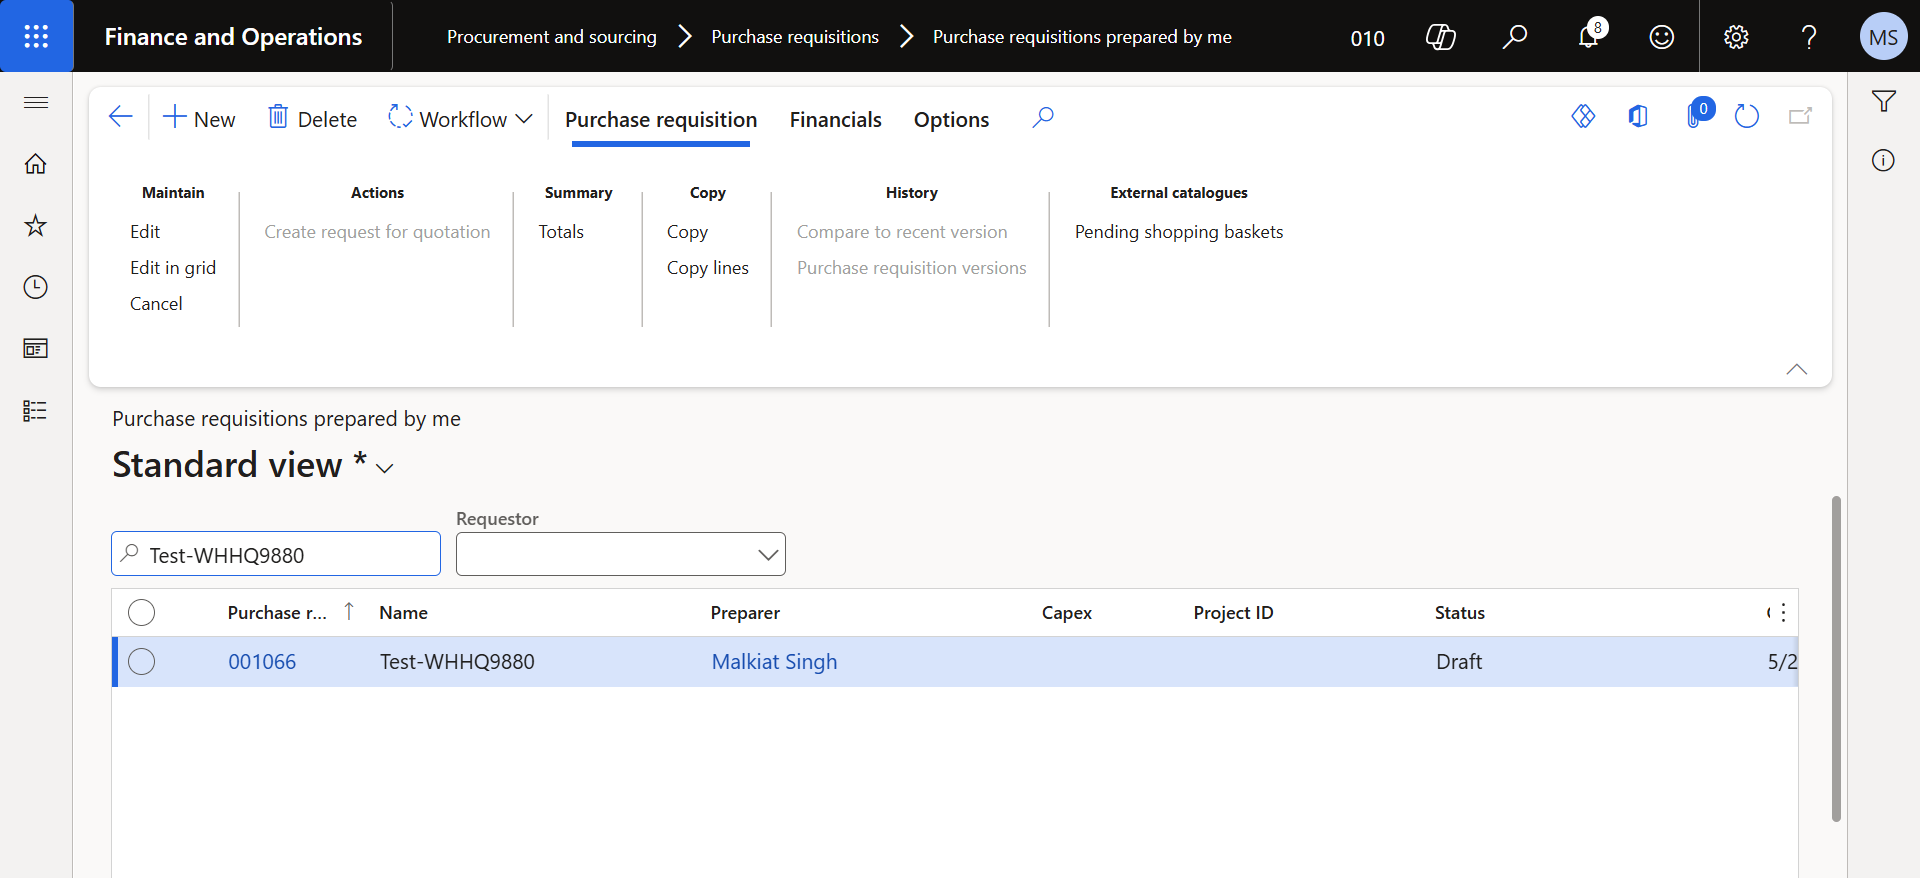 Finance and Operations
Procurement and sourcing
Purchase requisitions
Purchase requisitions prepared by me
010
8
MS
New
Delete
Workflow
Purchase requisition
Financials
Options
0
Maintain
Edit
Edit in grid
Cancel
Actions
Create request for quotation
Summary
Totals
Copy
Copy
Copy lines
History
Compare to recent version
Purchase requisition versions
External catalogues
Pending shopping baskets
Purchase requisitions prepared by me
Standard view *
Requestor
Test-WHHQ9880
Purchase r... Name Preparer Capex Project ID Status
001066 Test-WHHQ9880 Malkiat Singh Draft 5/2